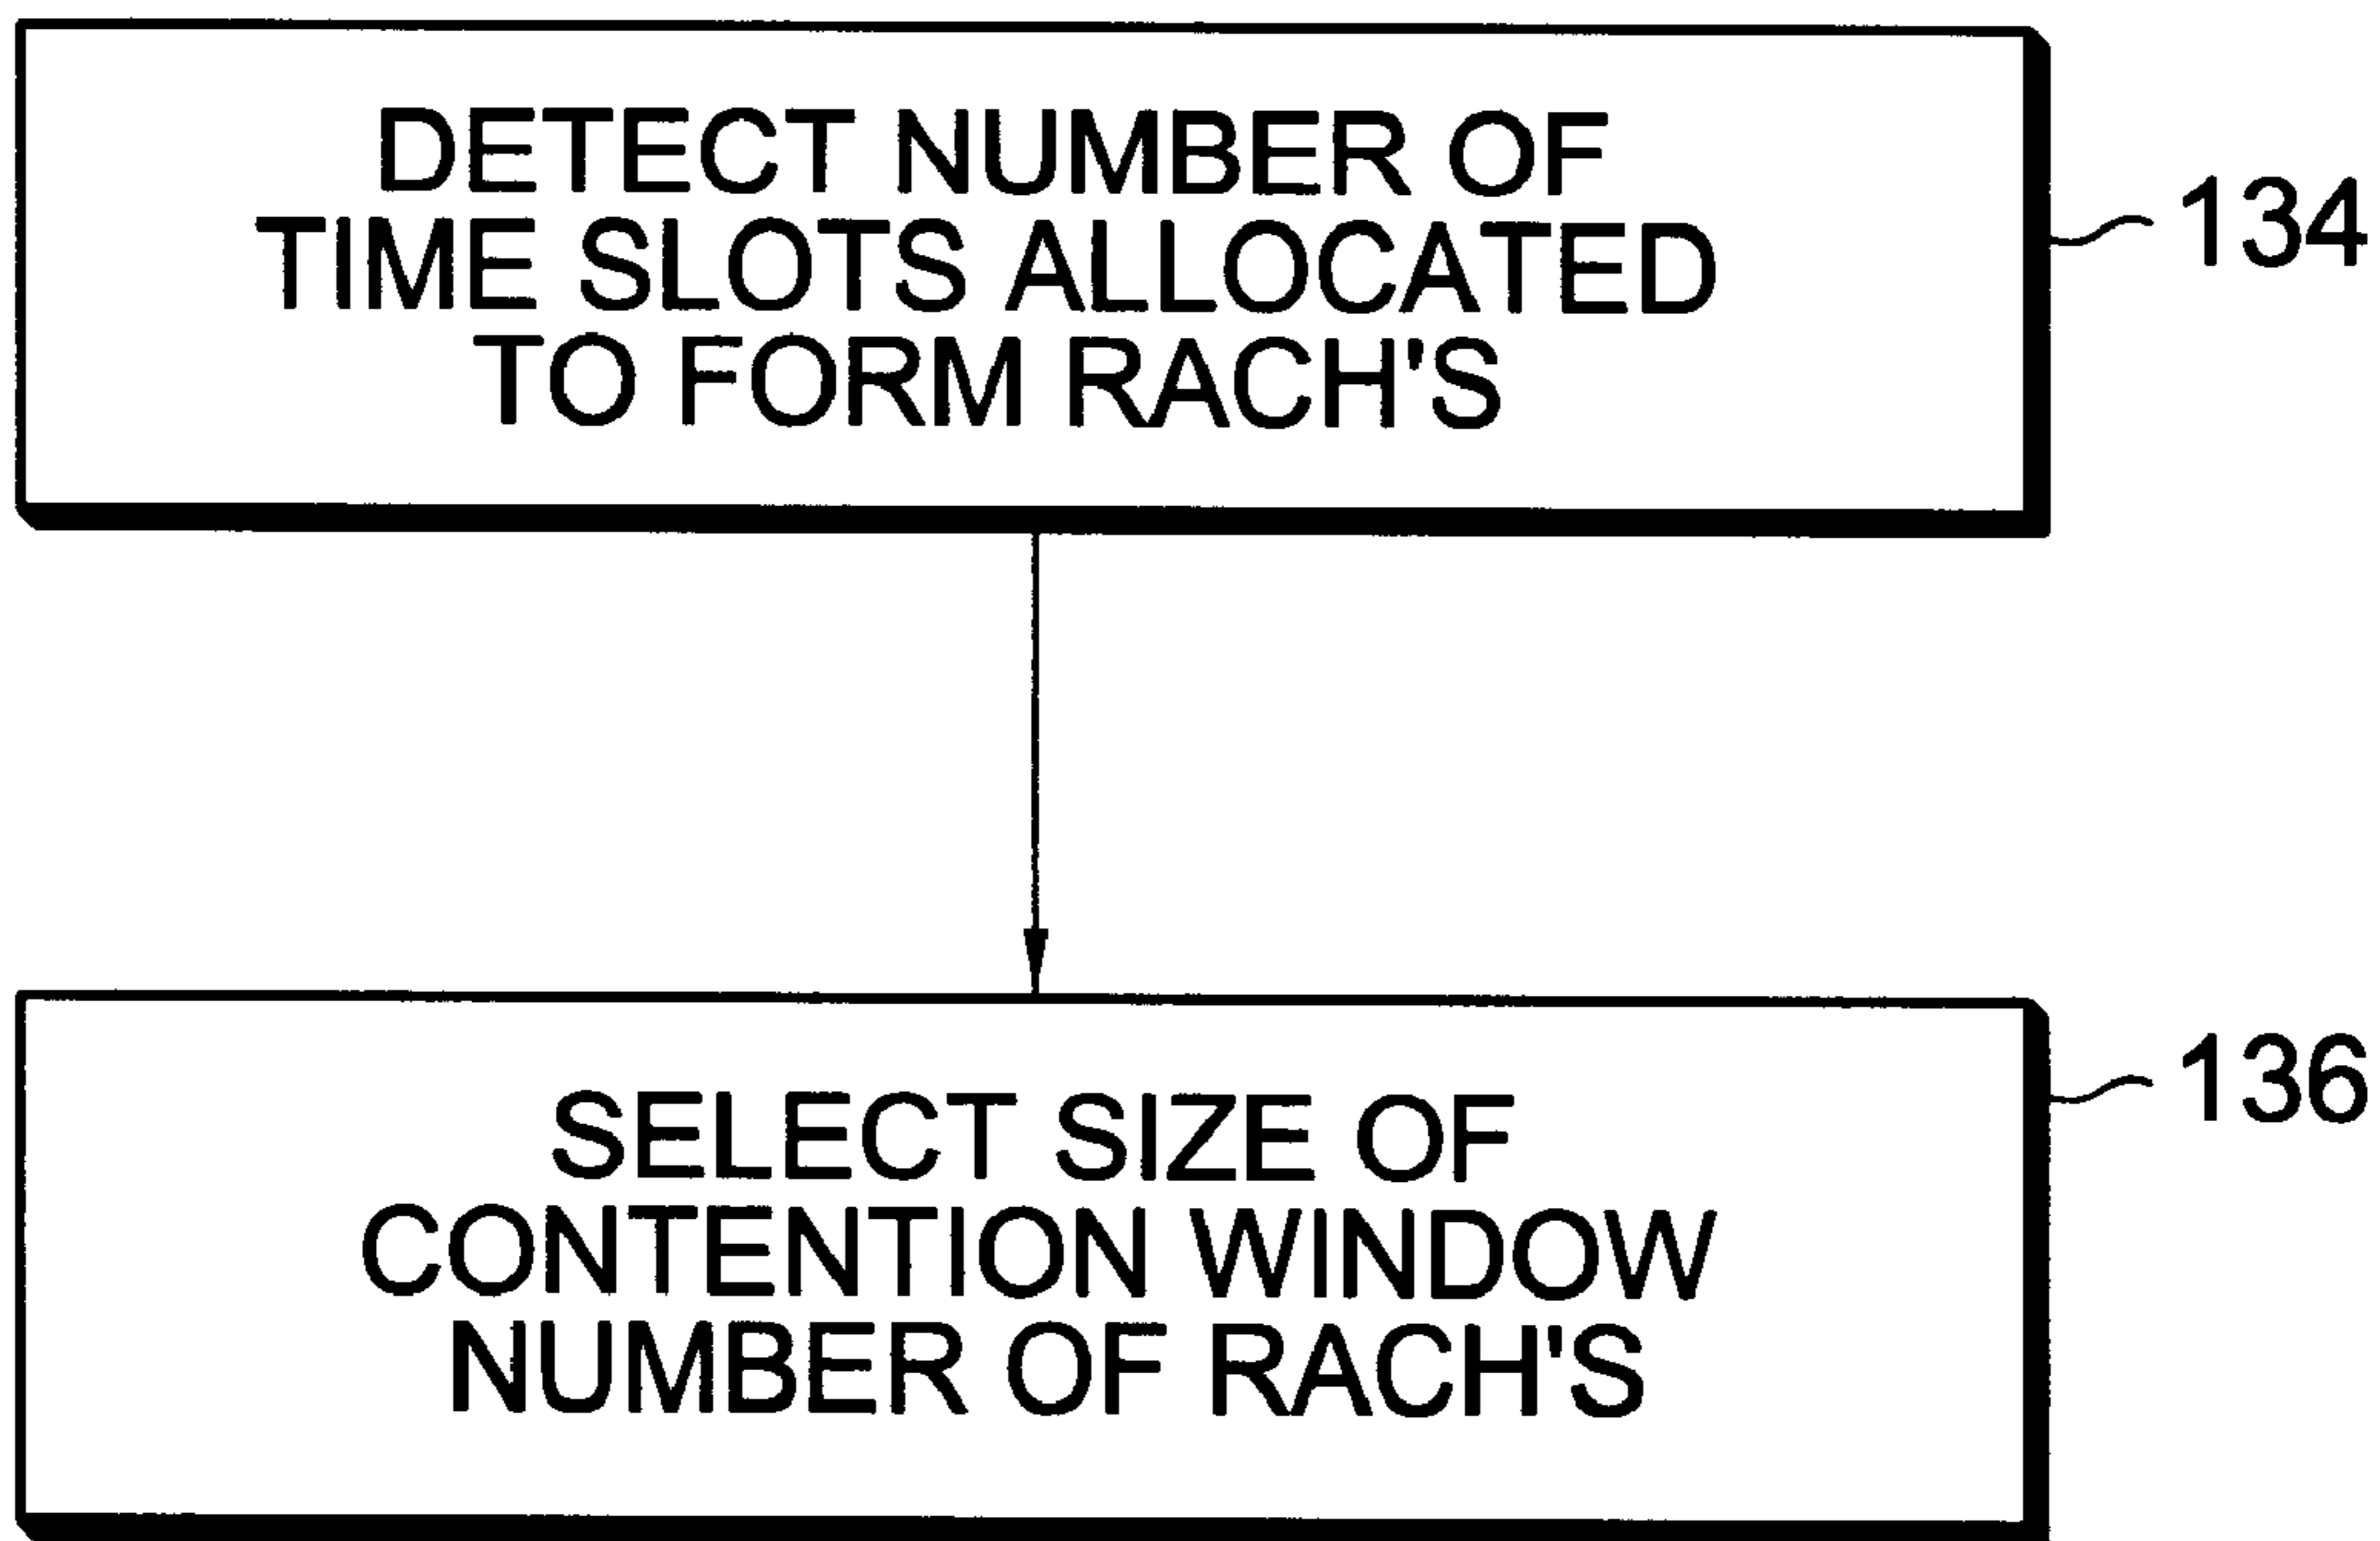 DETECT NUMBER OF
TIME SLOTS ALLOCATED
TO FORM RACH'S
134
SELECT SIZE OF
CONTENTION WINDOW
NUMBER OF RACH'S
136